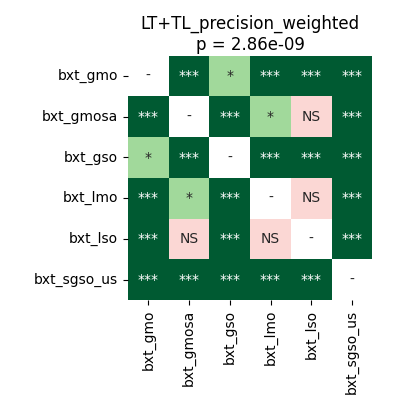 LT+TL_precision_weighted
p = 2.86e-09
bxt_gmo - *** * *** *** ***
bxt_gmosa *** - *** * NS ***
bxt_gso * *** - *** *** ***
bxt_lmo *** * *** - NS ***
bxt_lso *** NS *** NS - ***
bxt_sgso_us *** *** *** *** *** -
bxt_gmo
bxt_gmosa
bxt_gso
bxt_lmo
bxt_lso
bxt_sgso_us